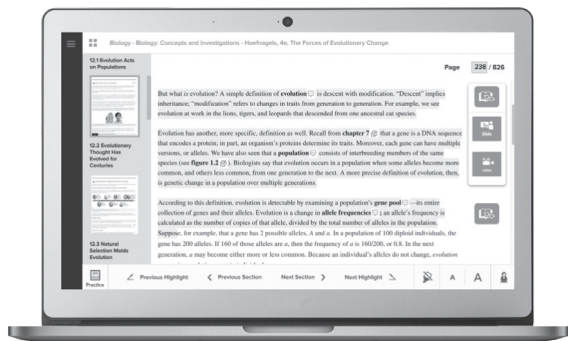 Biology - Biology: Concepts and Investigations - Hoefnagels, 4e, The Forces of Evolutionary Change
12.1 Evolution Acts
on Populations
12.2 Evolutionary
Thought Has
Evolved for
Centuries
12.3 Natural
Selection Molds
Evolution
Page 238 / 826
But what is evolution? A simple definition of evolution is descent with modification. "Descent" implies
inheritance; "modification" refers to changes in traits from generation to generation. For example, we see
evolution at work in the lions, tigers, and leopards that descended from one ancestral cat species.
Evolution has another, more specific, definition as well. Recall from chapter 7 that a gene is a DNA sequence
that encodes a protein; in part, an organism's proteins determine its traits. Moreover, each gene can have multiple
versions, or alleles. We have also seen that a population consists of interbreeding members of the same
species (see figure 1.2). Biologists say that evolution occurs in a population when some alleles become more
common, and others less common, from one generation to the next. A more precise definition of evolution, then,
is genetic change in a population over multiple generations.
According to this definition, evolution is detectable by examining a population's gene pool—its entire
collection of genes and their alleles. Evolution is a change in allele frequencies; an allele's frequency is
calculated as the number of copies of that allele, divided by the total number of alleles in the population.
Suppose, for example, that a gene has 2 possible alleles, A and a. In a population of 100 diploid individuals, the
gene has 200 alleles. If 160 of those alleles are a, then the frequency of a is 160/200, or 0.8. In the next
generation, a may become either more or less common. Because an individual's alleles do not change, evolution
Slide
Practice
Previous Highlight
Previous Section
Next Section
Next Highlight
A
A